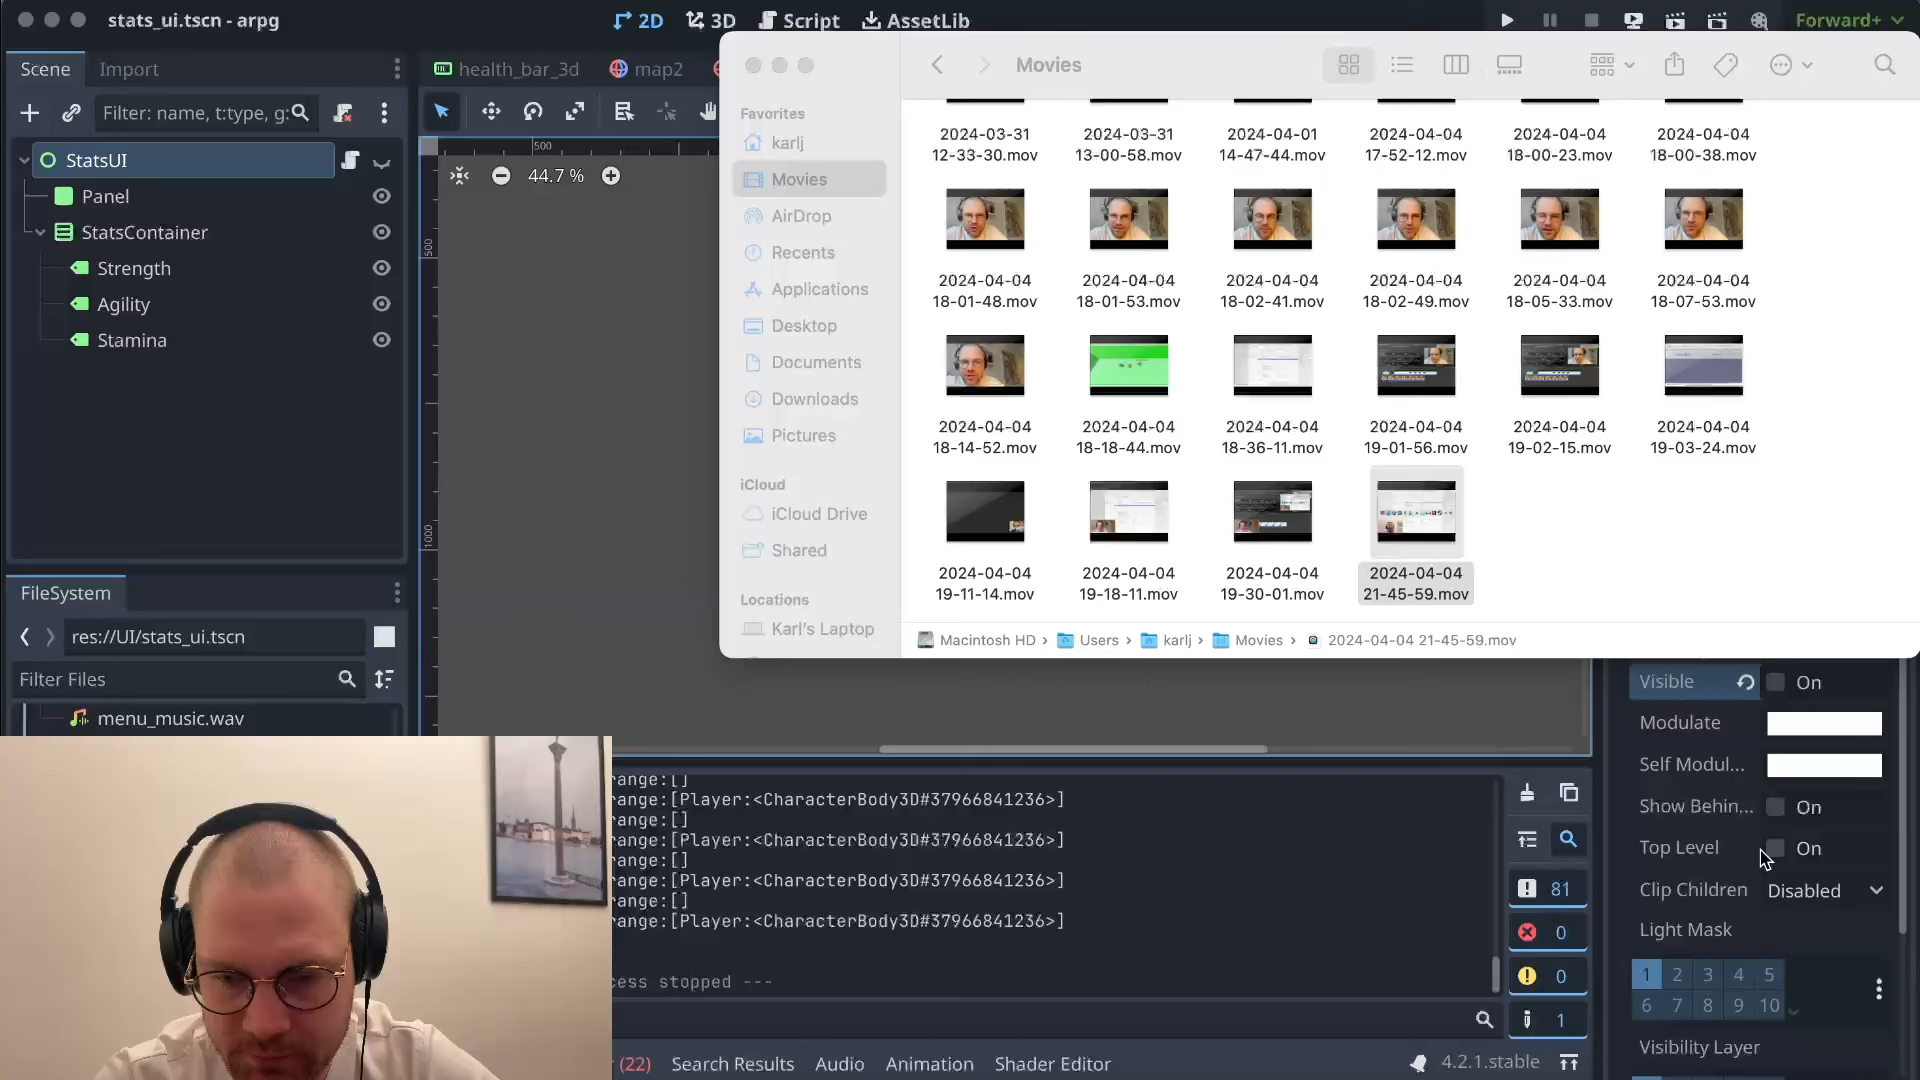 stats_ui.tscn - arpg
2D
3D
Script
AssetLib
Forward+
Scene
Import
health_bar_3d
map2
Filter: name, t:type, g:
StatsUI
Panel
StatsContainer
Strength
Agility
Stamina
500
44.7 %
500
1000
Movies
Favorites
karlj
Movies
AirDrop
Recents
Applications
Desktop
Documents
Downloads
Pictures
iCloud
iCloud Drive
Shared
Locations
Karl's Laptop
2024-03-31 12-33-30.mov
2024-03-31 13-00-58.mov
2024-04-01 14-47-44.mov
2024-04-04 17-52-12.mov
2024-04-04 18-00-23.mov
2024-04-04 18-00-38.mov
2024-04-04 18-01-48.mov
2024-04-04 18-01-53.mov
2024-04-04 18-02-41.mov
2024-04-04 18-02-49.mov
2024-04-04 18-05-33.mov
2024-04-04 18-07-53.mov
2024-04-04 18-14-52.mov
2024-04-04 18-18-44.mov
2024-04-04 18-36-11.mov
2024-04-04 19-01-56.mov
2024-04-04 19-02-15.mov
2024-04-04 19-03-24.mov
2024-04-04 19-11-14.mov
2024-04-04 19-18-11.mov
2024-04-04 19-30-01.mov
2024-04-04 21-45-59.mov
Macintosh HD › Users › karlj › Movies › 2024-04-04 21-45-59.mov
FileSystem
res://UI/stats_ui.tscn
Filter Files
menu_music.wav
ange:[]
range:[Player:<CharacterBody3D#37966841236>]
ange:[]
range:[Player:<CharacterBody3D#37966841236>]
ange:[]
range:[Player:<CharacterBody3D#37966841236>]
ange:[]
range:[Player:<CharacterBody3D#37966841236>]
cess stopped ---
81
0
0
1
(22)
Search Results
Audio
Animation
Shader Editor
4.2.1.stable
Visible
On
Modulate
Self Modul...
Show Behin...
On
Top Level
On
Clip Children
Disabled
Light Mask
1 2 3 4 5
6 7 8 9 10
Visibility Layer